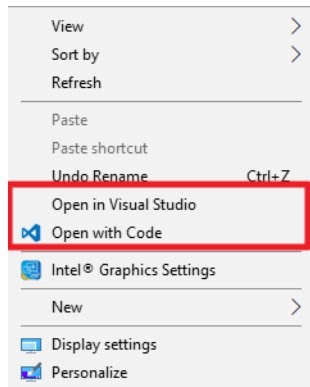 View
Sort by
Refresh
Paste
Paste shortcut
Undo Rename Ctrl+Z
Open in Visual Studio
Open with Code
Intel® Graphics Settings
New
Display settings
Personalize